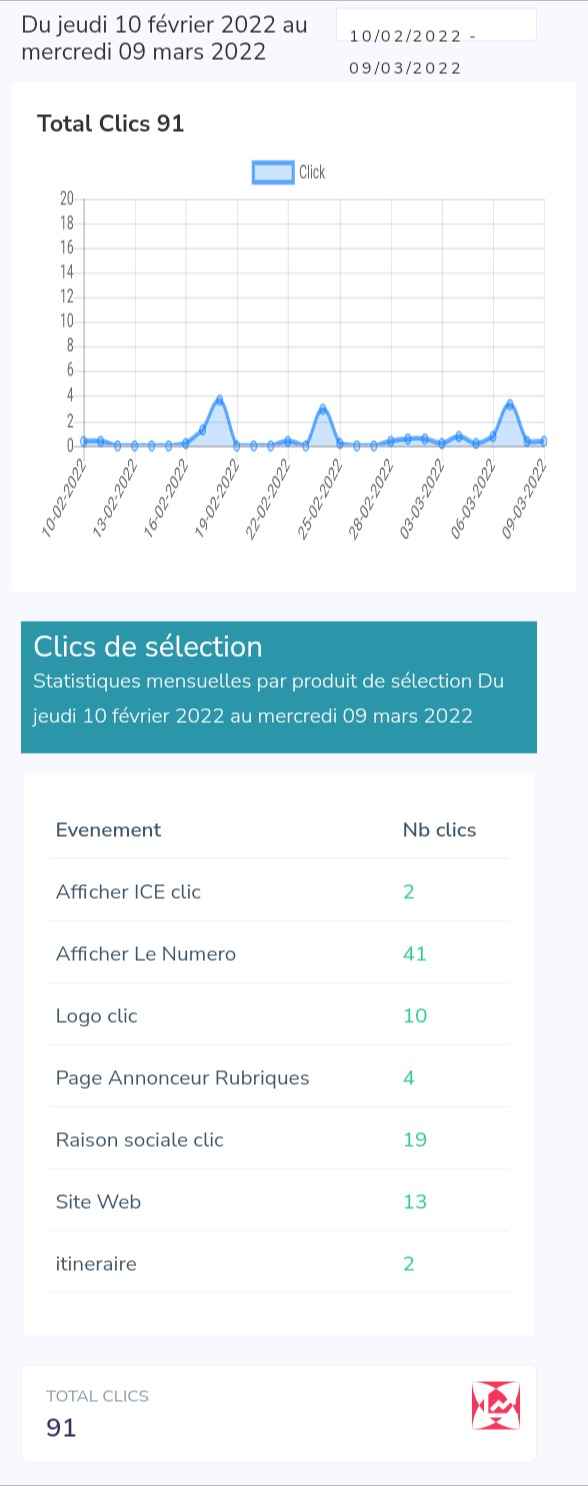 Du jeudi 10 février 2022 au
mercredi 09 mars 2022
10/02/2022 -
09/03/2022
Total Clics 91
Click
20
18
16
14
12
10
8
6
4
2
0
10-02-2022
13-02-2022
16-02-2022
19-02-2022
22-02-2022
25-02-2022
28-02-2022
03-03-2022
06-03-2022
09-03-2022
Clics de sélection
Statistiques mensuelles par produit de sélection Du
jeudi 10 février 2022 au mercredi 09 mars 2022
Evenement Nb clics
Afficher ICE clic 2
Afficher Le Numero 41
Logo clic 10
Page Annonceur Rubriques 4
Raison sociale clic 19
Site Web 13
itineraire 2
TOTAL CLICS
91